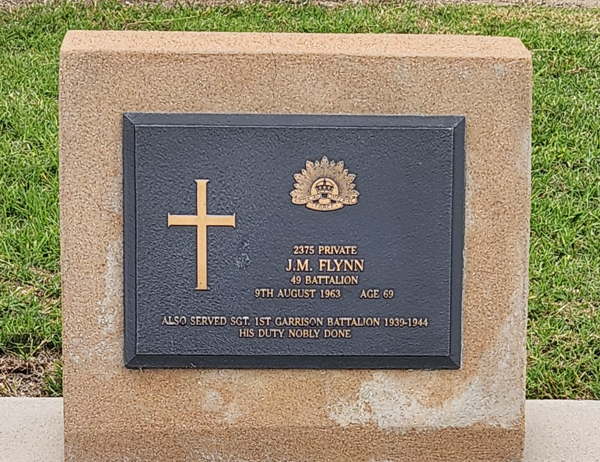 2375 PRIVATE
J.M. FLYNN
49 BATTALION
9TH AUGUST 1963 AGE 69
ALSO SERVED SGT. 1ST GARRISON BATTALION 1939-1944
HIS DUTY NOBLY DONE